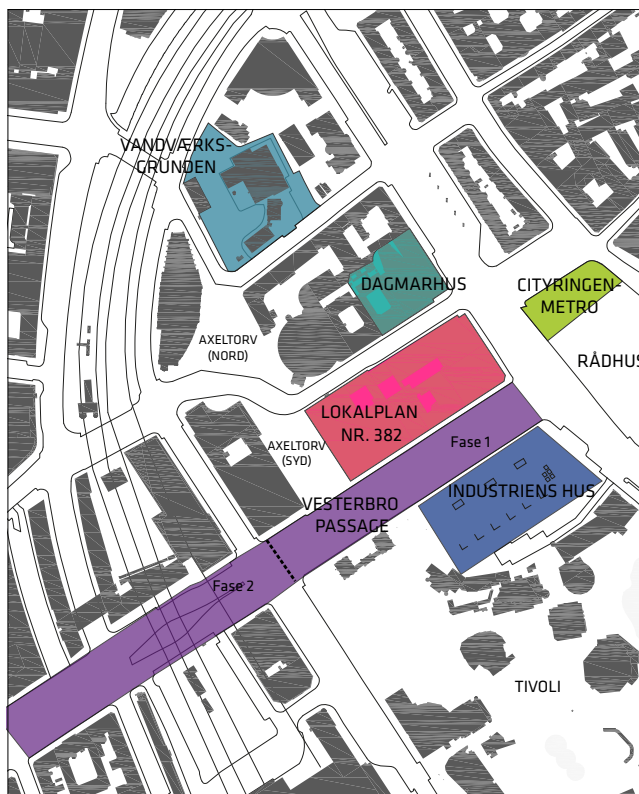 VANDVÆRKS-
GRUNDEN
DAGMARHUS
CITYRINGEN-
METRO
AXELTORV
(NORD)
RÅDHUS
LOKALPLAN
NR. 382
AXELTORV
(SYD)
Fase 1
INDUSTRIENS HUS
VESTERBRO
PASSAGE
Fase 2
TIVOLI